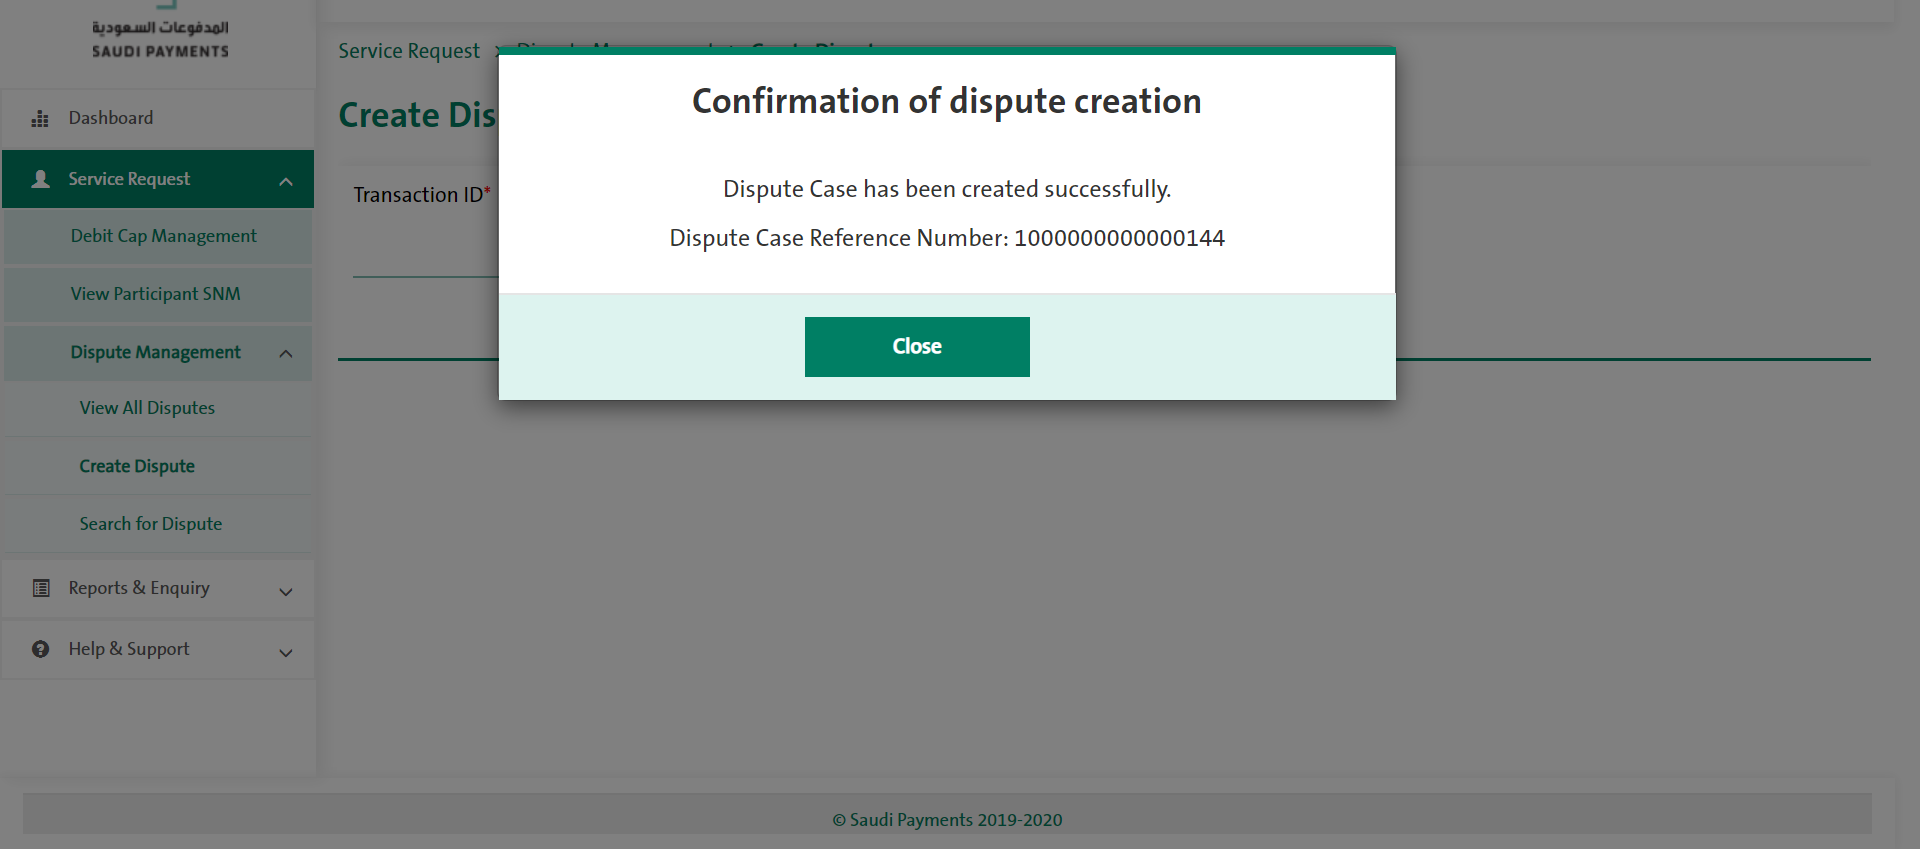 المدفوعات السعودية
SAUDI PAYMENTS
Dashboard
Service Request
Debit Cap Management
View Participant SNM
Dispute Management
View All Disputes
Create Dispute
Search for Dispute
Reports & Enquiry
Help & Support
Service Request >
Create Dis
Transaction ID*
Confirmation of dispute creation
Dispute Case has been created successfully.
Dispute Case Reference Number: 1000000000000144
Close
© Saudi Payments 2019-2020